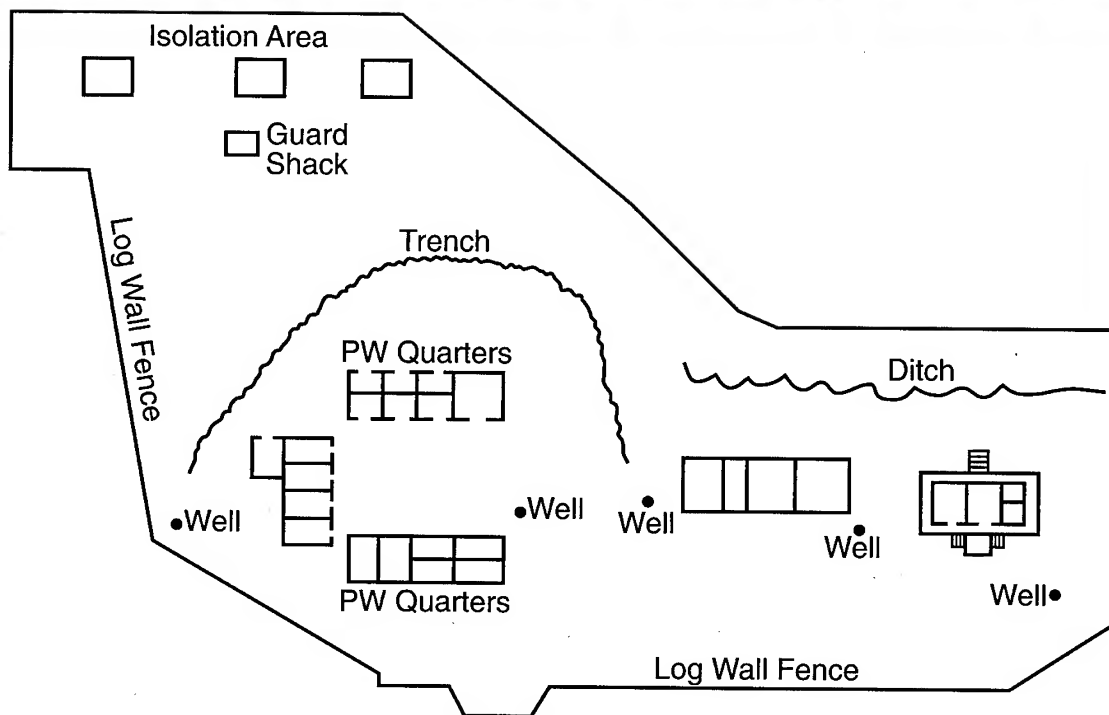 Isolation Area
Guard
Shack
Trench
Log Wall Fence
PW Quarters
Ditch
Well
Well
Well
Well
Well
PW Quarters
Log Wall Fence